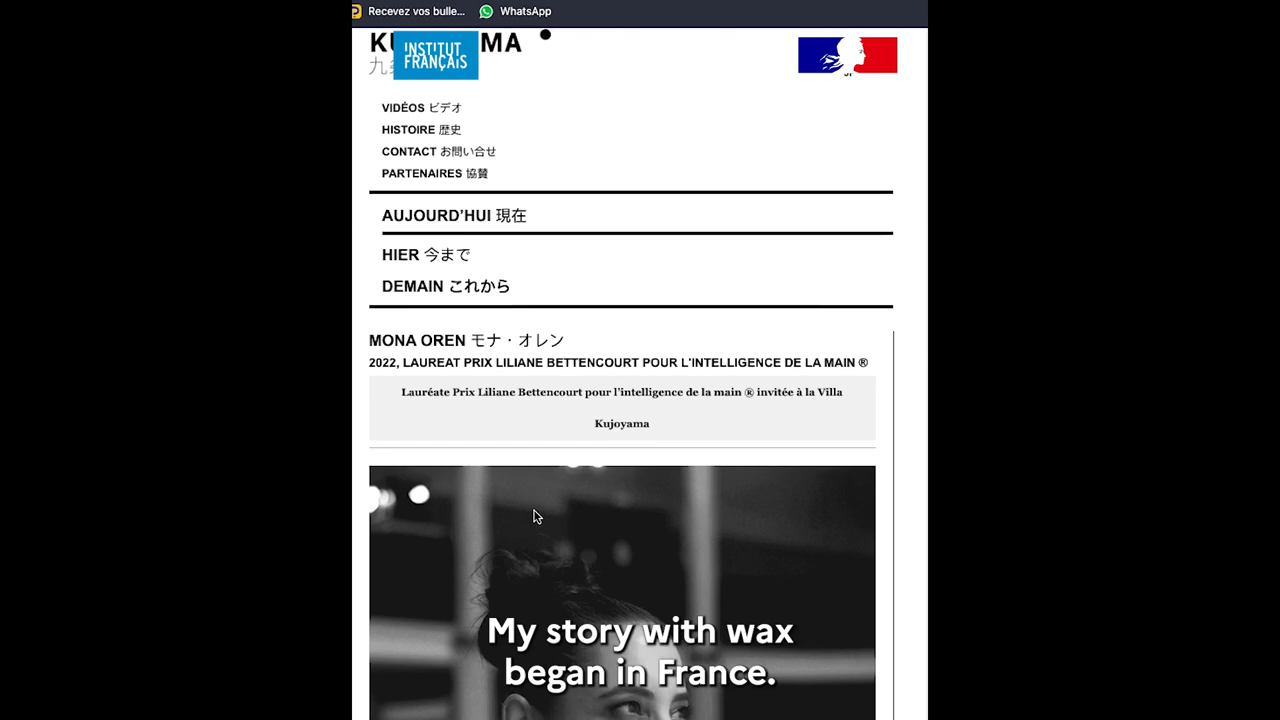 Recevez vos bulle... WhatsApp
MA
INSTITUT
FRANÇAIS
九
VIDÉOS ビデオ
HISTOIRE 歴史
CONTACT お問い合せ
PARTENAIRES 協賛
AUJOURD'HUI 現在
HIER 今まで
DEMAIN これから
MONA OREN モナ・オレン
2022, LAUREAT PRIX LILIANE BETTENCOURT POUR L'INTELLIGENCE DE LA MAIN ®
Lauréate Prix Liliane Bettencourt pour l'intelligence de la main ® invitée à la Villa
Kujoyama
My story with wax
began in France.